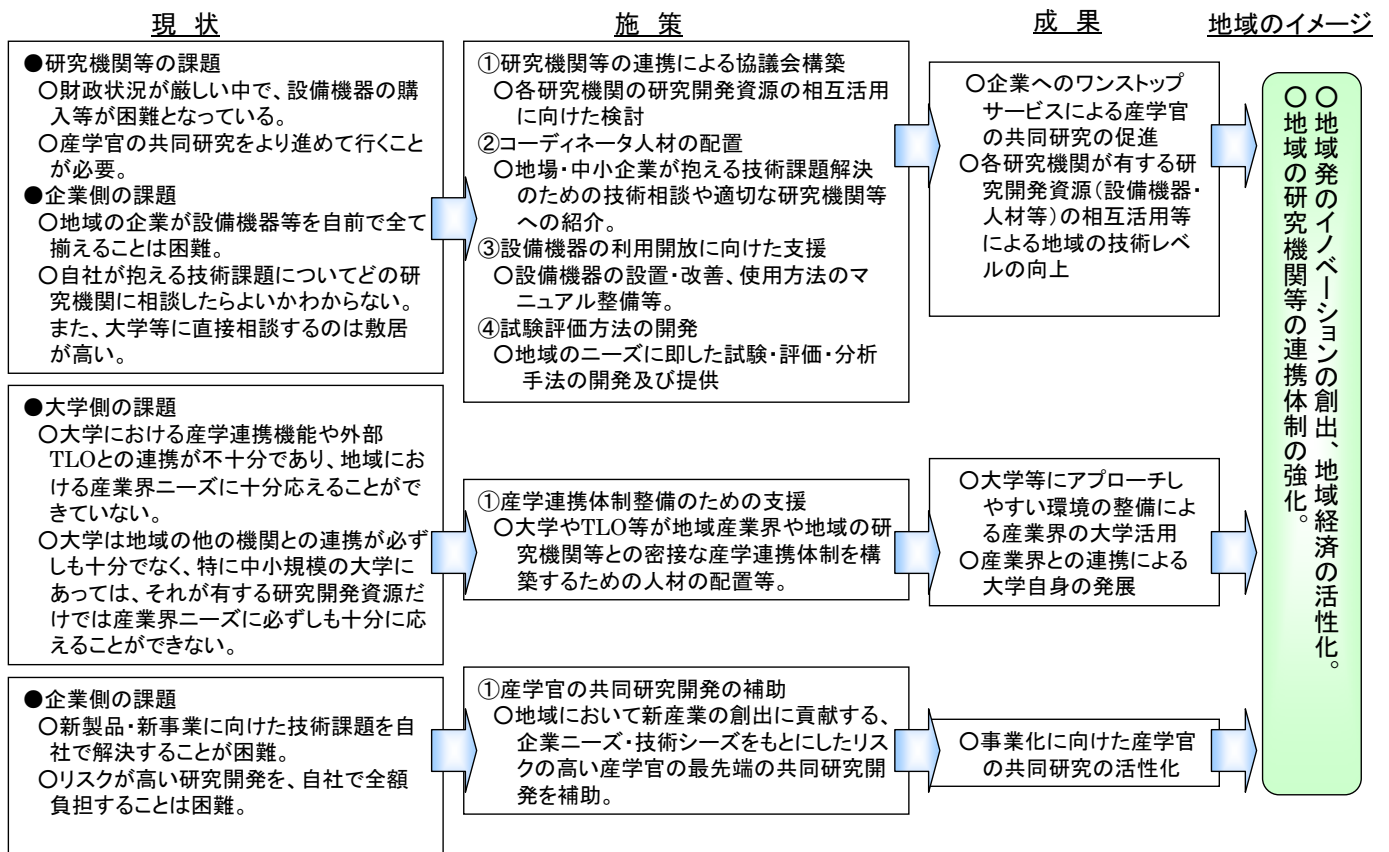 現 状
●研究機関等の課題
○財政状況が厳しい中で、設備機器の購
入等が困難となっている。
○産学官の共同研究をより進めて行くこと
が必要。
●企業側の課題
○地域の企業が設備機器等を自前で全て
揃えることは困難。
○自社が抱える技術課題についてどの研
究機関に相談したらよいかわからない。
また、大学等に直接相談するのは敷居
が高い。
●大学側の課題
○大学における産学連携機能や外部
TLOとの連携が不十分であり、地域にお
ける産業界ニーズに十分応えることがで
きていない。
○大学は地域の他の機関との連携が必ず
しも十分でなく、特に中小規模の大学に
あっては、それが有する研究開発資源だ
けでは産業界ニーズに必ずしも十分に応
えることができない。
●企業側の課題
○新製品・新事業に向けた技術課題を自
社で解決することが困難。
○リスクが高い研究開発を、自社で全額
負担することは困難。
施 策
①研究機関等の連携による協議会構築
○各研究機関の研究開発資源の相互活用
に向けた検討
②コーディネータ人材の配置
○地場・中小企業が抱える技術課題解決
のための技術相談や適切な研究機関等
への紹介。
③設備機器の利用開放に向けた支援
○設備機器の設置・改善、使用方法のマ
ニュアル整備等。
④試験評価方法の開発
○地域のニーズに即した試験・評価・分析
手法の開発及び提供
①産学連携体制整備のための支援
○大学やTLO等が地域産業界や地域の研
究機関等との密接な産学連携体制を構
築するための人材の配置等。
①産学官の共同研究開発の補助
○地域において新産業の創出に貢献する、
企業ニーズ・技術シーズをもとにしたリス
クの高い産学官の最先端の共同研究開
発を補助。
成 果
○企業へのワンストップ
サービスによる産学官
の共同研究の促進
○各研究機関が有する研
究開発資源(設備機器・
人材等)の相互活用等
による地域の技術レベ
ルの向上
○大学等にアプローチし
やすい環境の整備によ
る産業界の大学活用
○産業界との連携による
大学自身の発展
○事業化に向けた産学官
の共同研究の活性化
地域のイメージ
○地域発のイノベーションの創出、地域経済の活性化。
○地域の研究機関等の連携体制の強化。